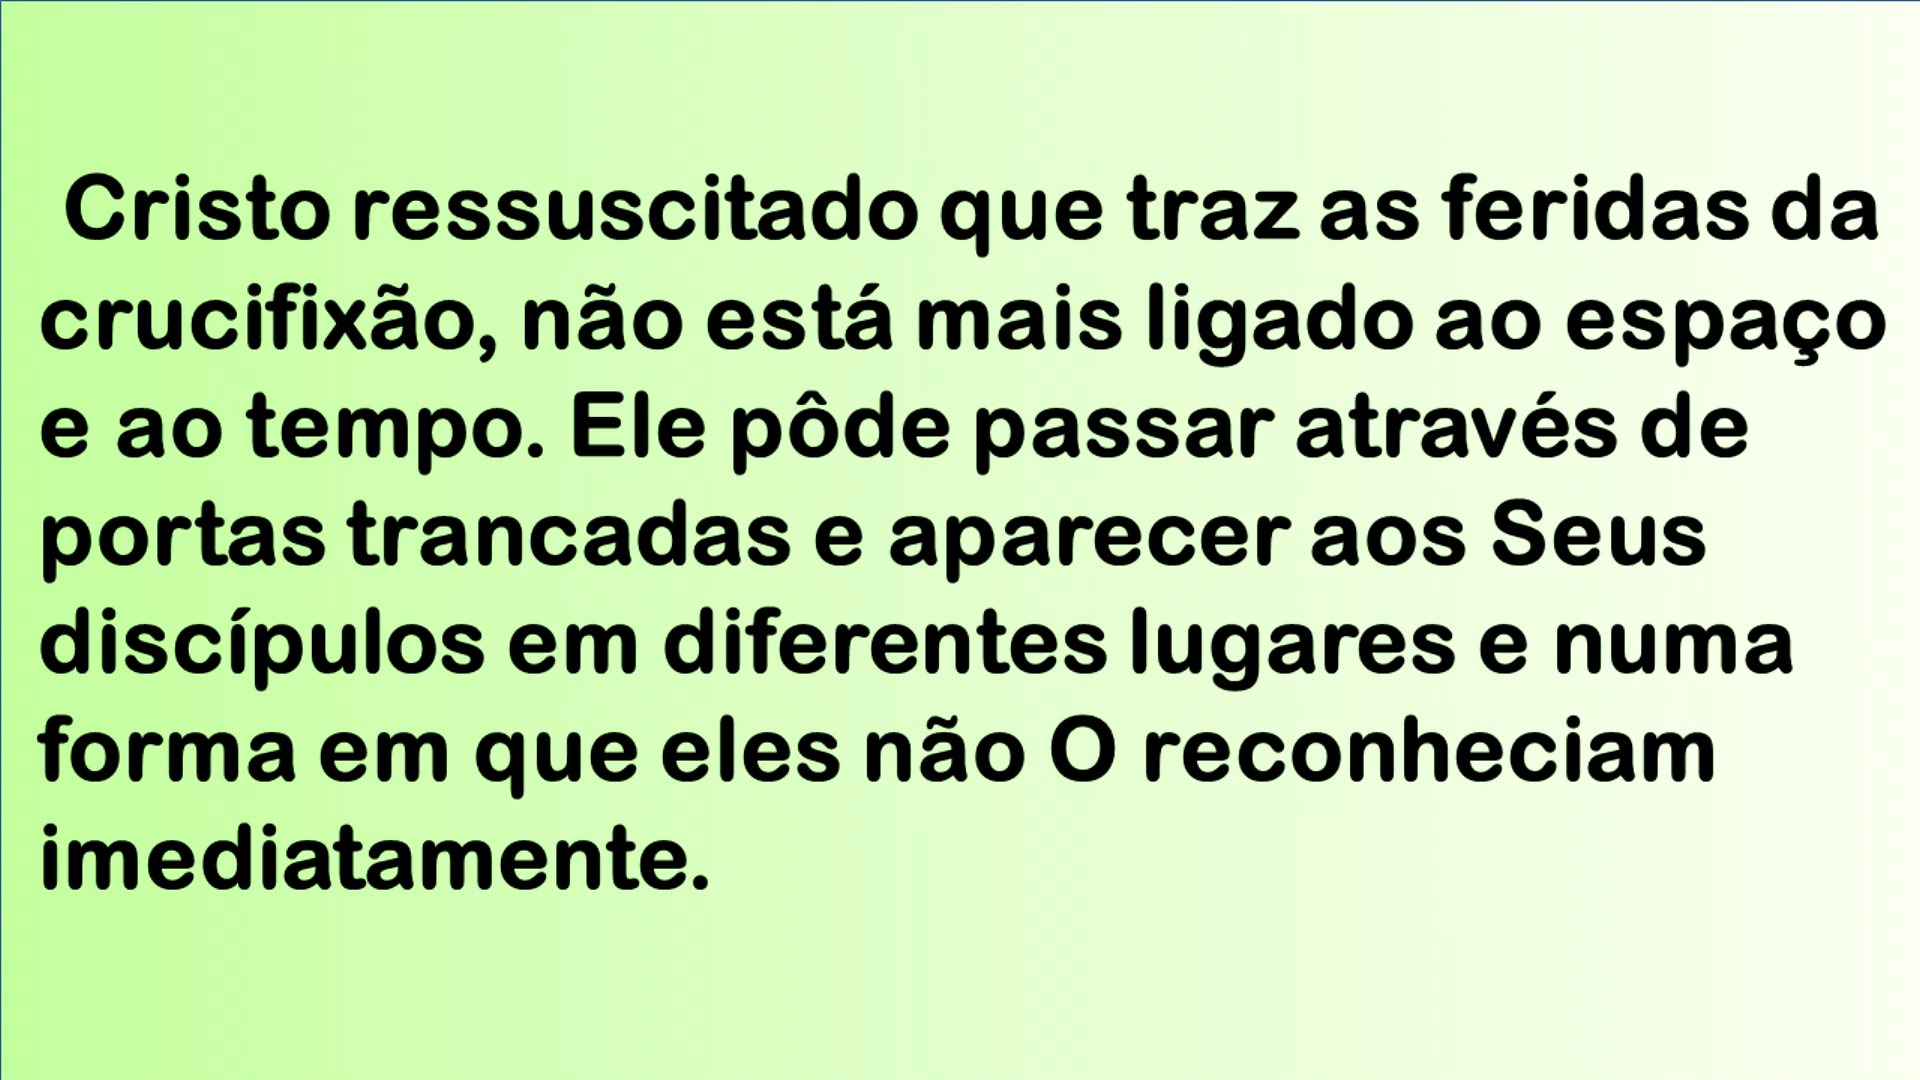 Cristo ressuscitado que traz as feridas da
crucifixão, não está mais ligado ao espaço
e ao tempo. Ele pôde passar através de
portas trancadas e aparecer aos Seus
discípulos em diferentes lugares e numa
forma em que eles não O reconheciam
imediatamente.